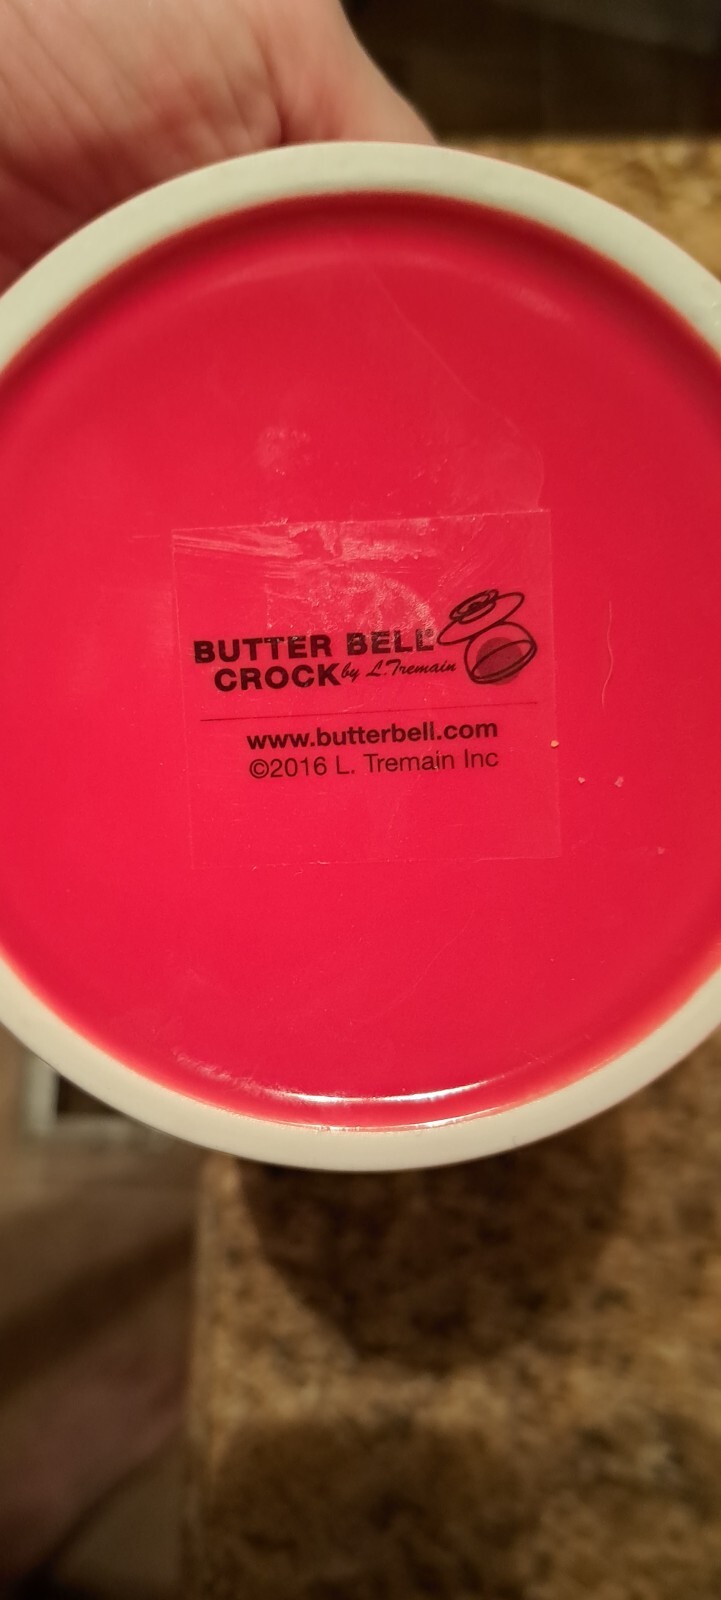 BUTTER BELL
CROCK by L. Tremain
www.butterbell.com
©2016 L. Tremain Inc